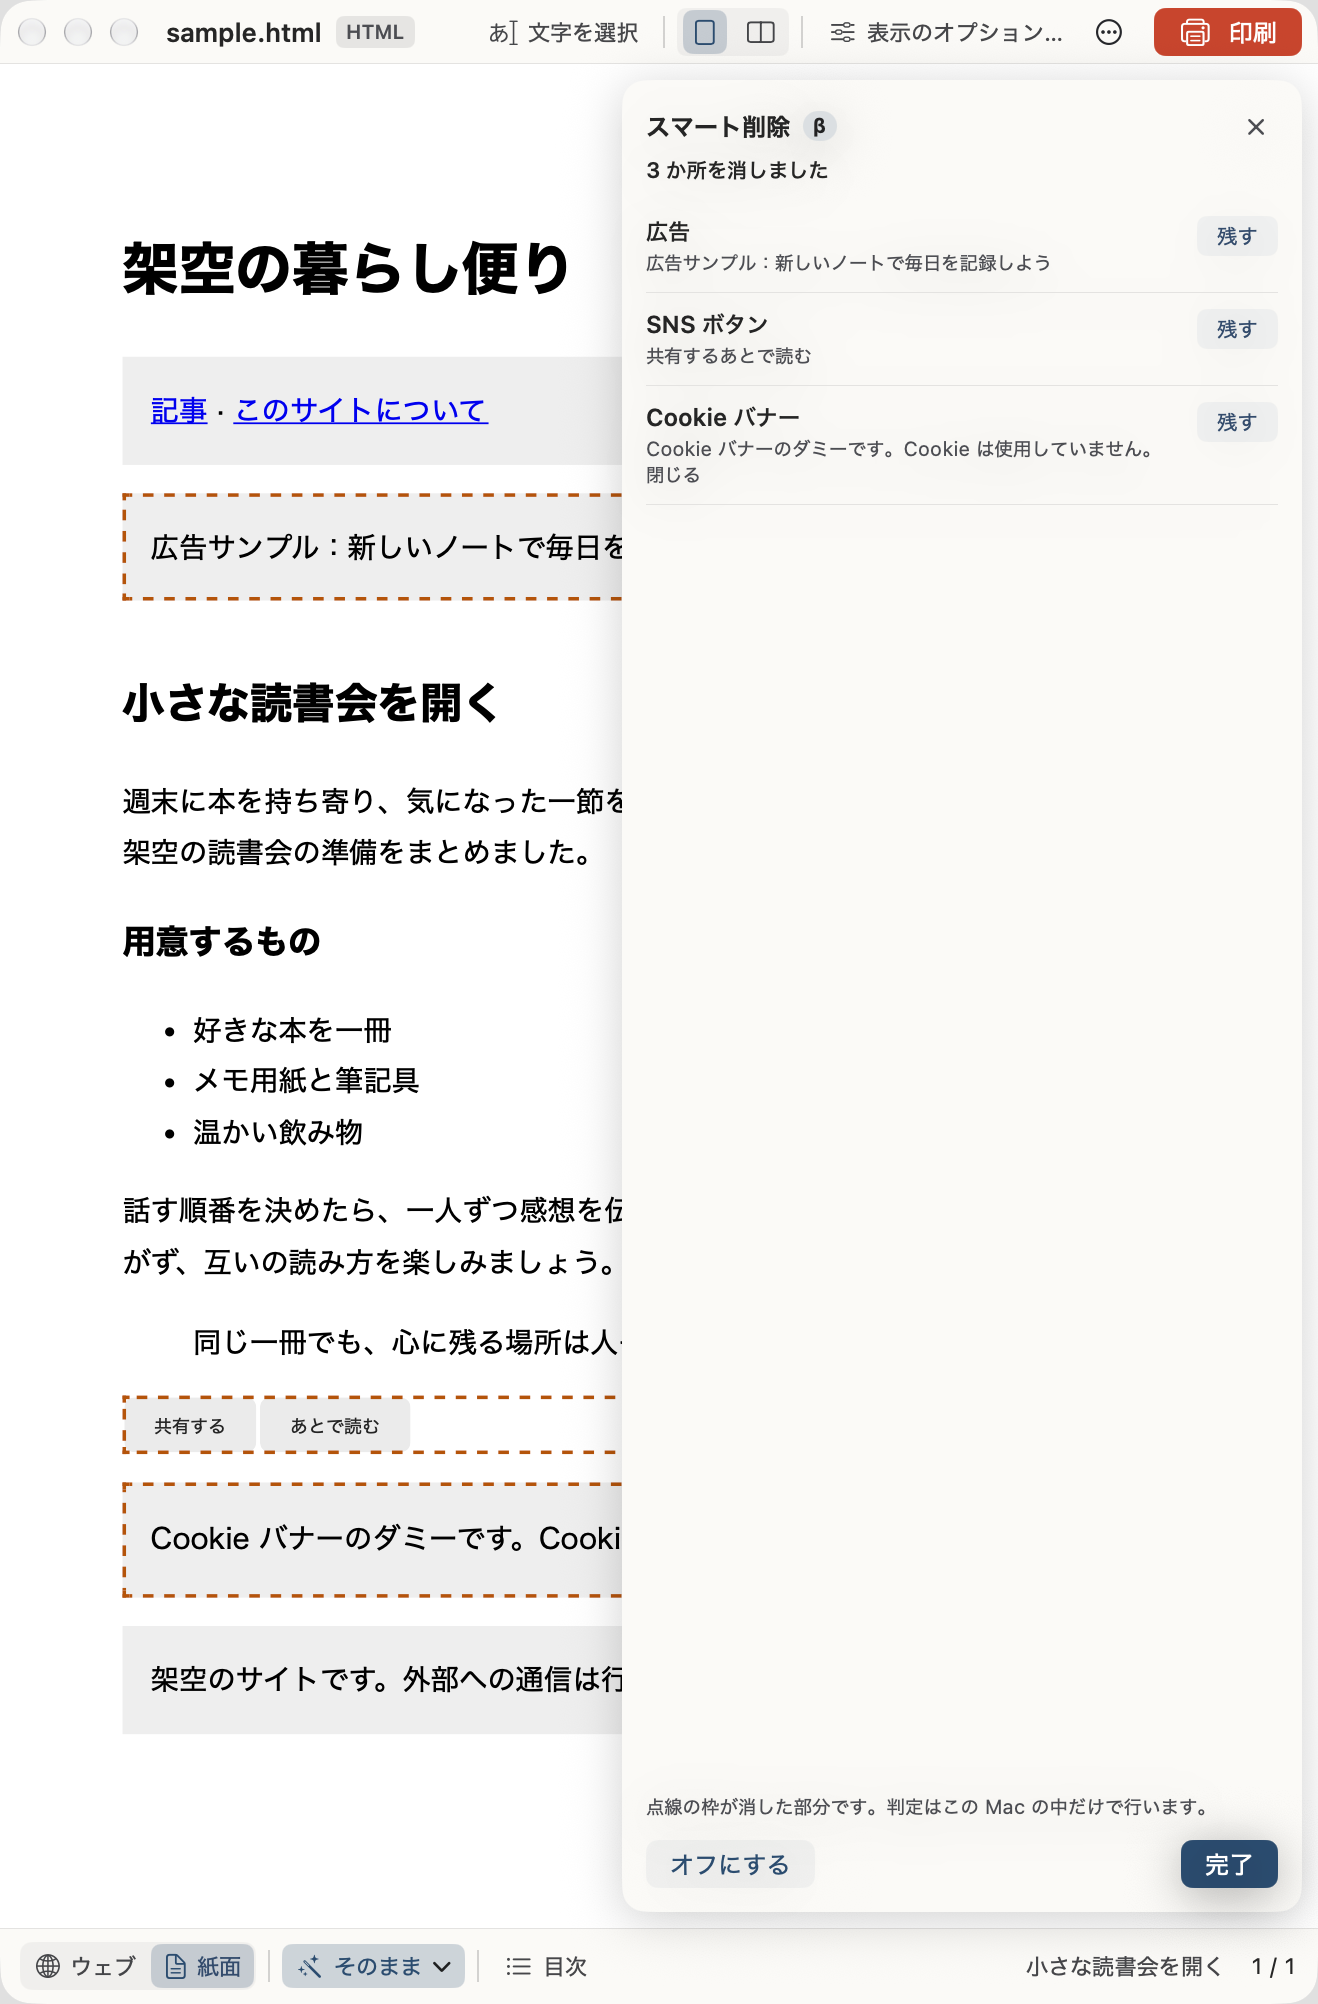 sample.html HTML
あ 文字を選択
表示のオプション...
印刷
架空の暮らし便り
記事・このサイトについて
広告サンプル：新しいノートで毎日を
小さな読書会を開く
週末に本を持ち寄り、気になった一節を
架空の読書会の準備をまとめました。
用意するもの
• 好きな本を一冊
• メモ用紙と筆記具
• 温かい飲み物
話す順番を決めたら、一人ずつ感想を伝
がず、互いの読み方を楽しみましょう。
同じ一冊でも、心に残る場所は人
共有する あとで読む
Cookie バナーのダミーです。Cooki
架空のサイトです。外部への通信は行
スマート削除 β
3 か所を消しました
広告
広告サンプル：新しいノートで毎日を記録しよう
残す
SNS ボタン
共有するあとで読む
残す
Cookie バナー
Cookie バナーのダミーです。Cookie は使用していません。
閉じる
残す
点線の枠が消した部分です。判定はこの Mac の中だけで行います。
オフにする
完了
ウェブ 紙面
そのまま
目次
小さな読書会を開く 1 / 1